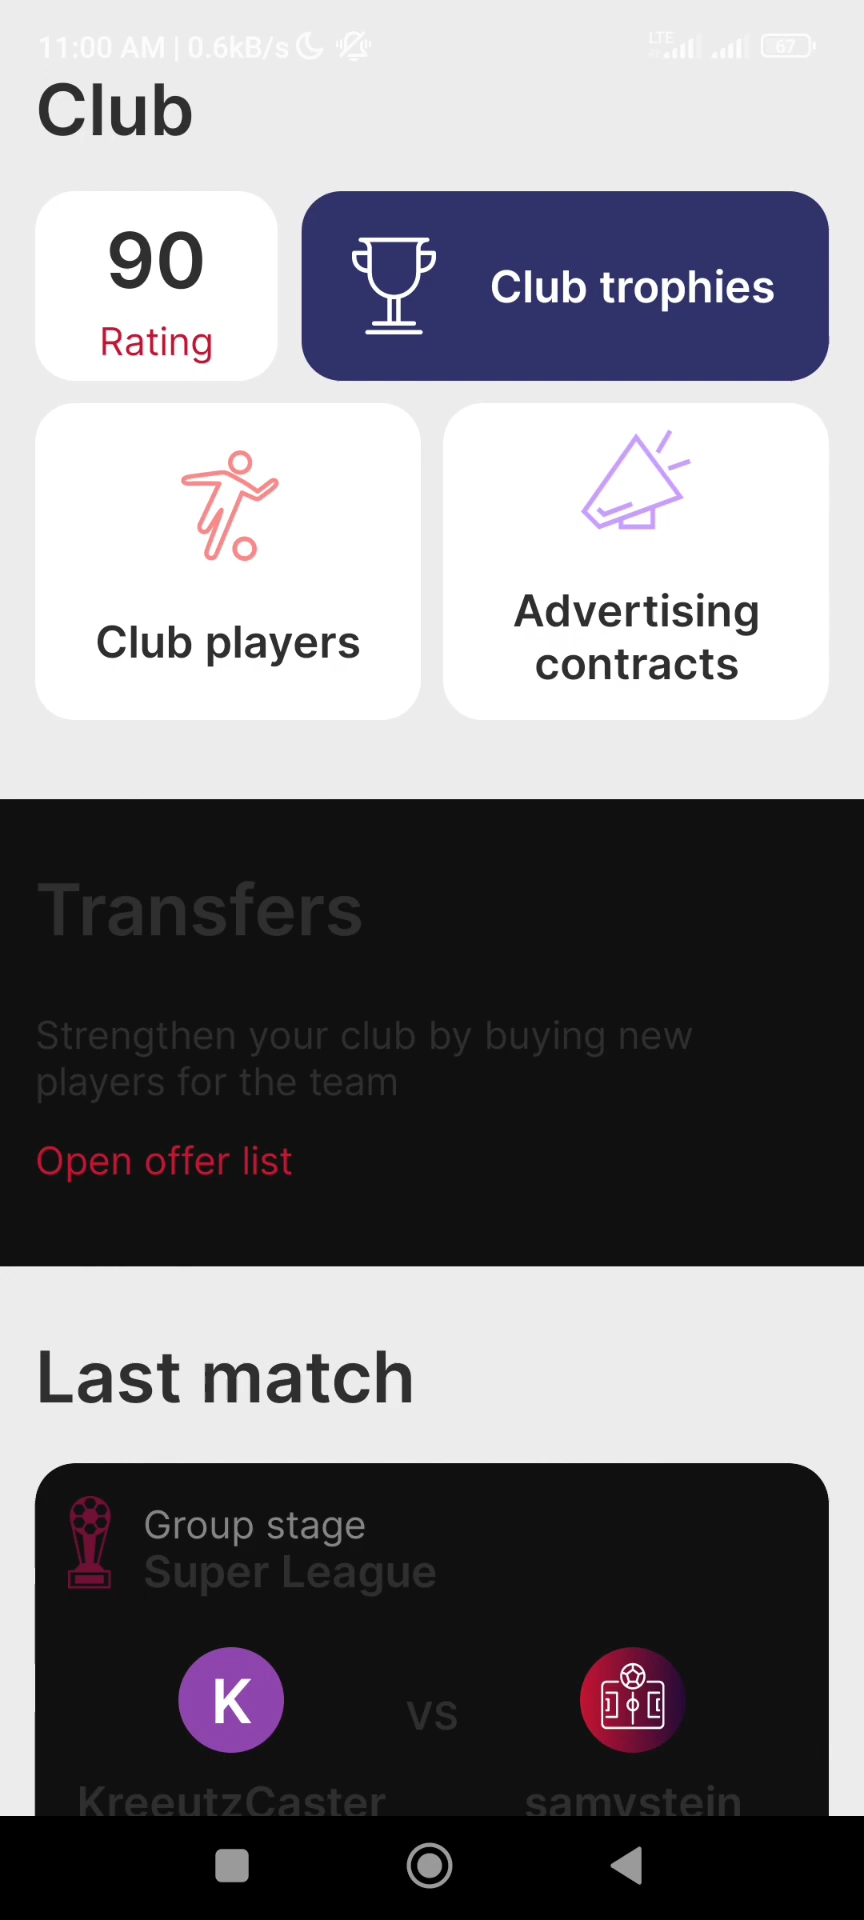 11:00 AM | 0.6kB/s
LTE
67
Club
90
Rating
Club trophies
Club players
Advertising
contracts
Transfers
Strengthen your club by buying new
players for the team
Open offer list
Last match
Group stage
Super League
K
vs
KreeutzCaster
samystein